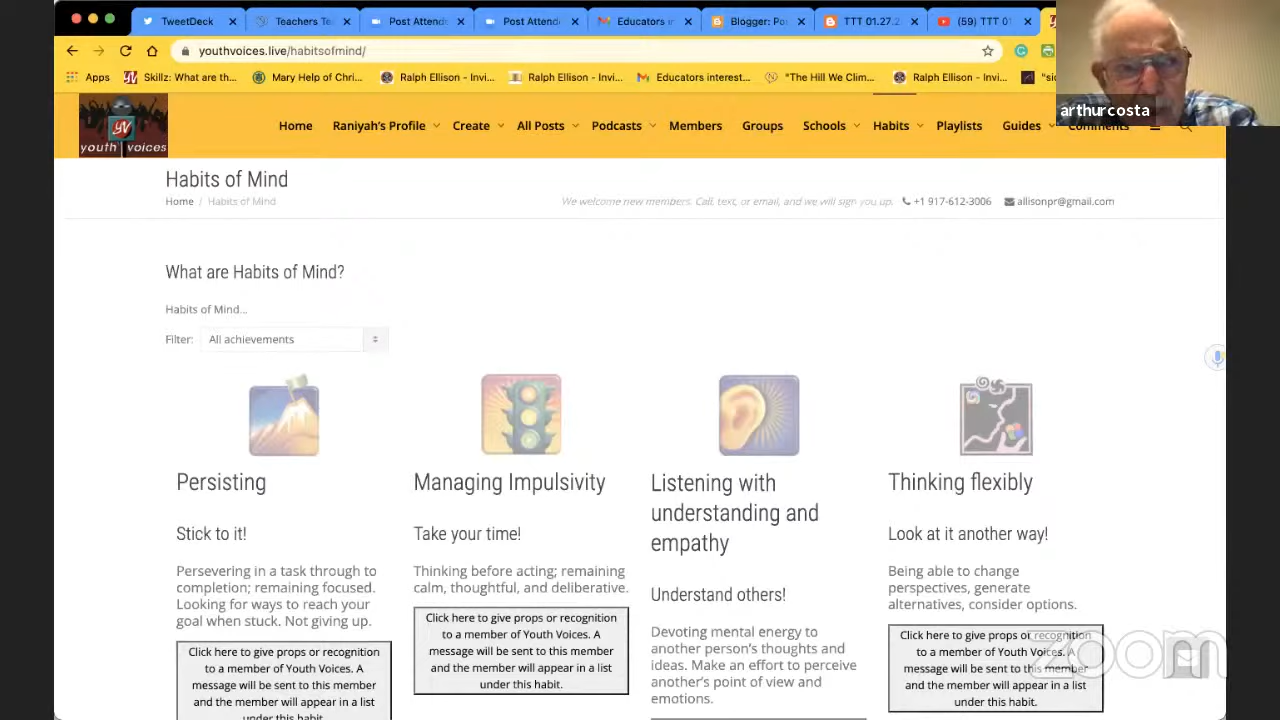 TweetDeck
Teachers Te
Post Attend
Post Attend
Educators i
Blogger: Po
TTT 01.27.2
(59) TTT 01
youthvoices.live/habitsofmind/
Apps
Skillz: What are th...
Mary Help of Chri...
Ralph Ellison - Invi...
Ralph Ellison - Invi...
Educators interest...
"The Hill We Clim...
Ralph Ellison - Invi...
"sid
arthurcosta
YV
youth voices
Home
Raniyah's Profile
Create
All Posts
Podcasts
Members
Groups
Schools
Habits
Playlists
Guides
Comments
Habits of Mind
Home / Habits of Mind
We welcome new members. Call, text, or email, and we will sign you up.
+1 917-612-3006
allisonpr@gmail.com
What are Habits of Mind?
Habits of Mind...
Filter: All achievements
Persisting
Stick to it!
Persevering in a task through to
completion; remaining focused.
Looking for ways to reach your
goal when stuck. Not giving up.
Click here to give props or recognition
to a member of Youth Voices. A
message will be sent to this member
and the member will appear in a list
under this habit.
Managing Impulsivity
Take your time!
Thinking before acting; remaining
calm, thoughtful, and deliberative.
Click here to give props or recognition
to a member of Youth Voices. A
message will be sent to this member
and the member will appear in a list
under this habit.
Listening with
understanding and
empathy
Understand others!
Devoting mental energy to
another person's thoughts and
ideas. Make an effort to perceive
another's point of view and
emotions.
Thinking flexibly
Look at it another way!
Being able to change
perspectives, generate
alternatives, consider options.
Click here to give props or recognition
to a member of Youth Voices. A
message will be sent to this member
and the member will appear in a list
under this habit.
zoom